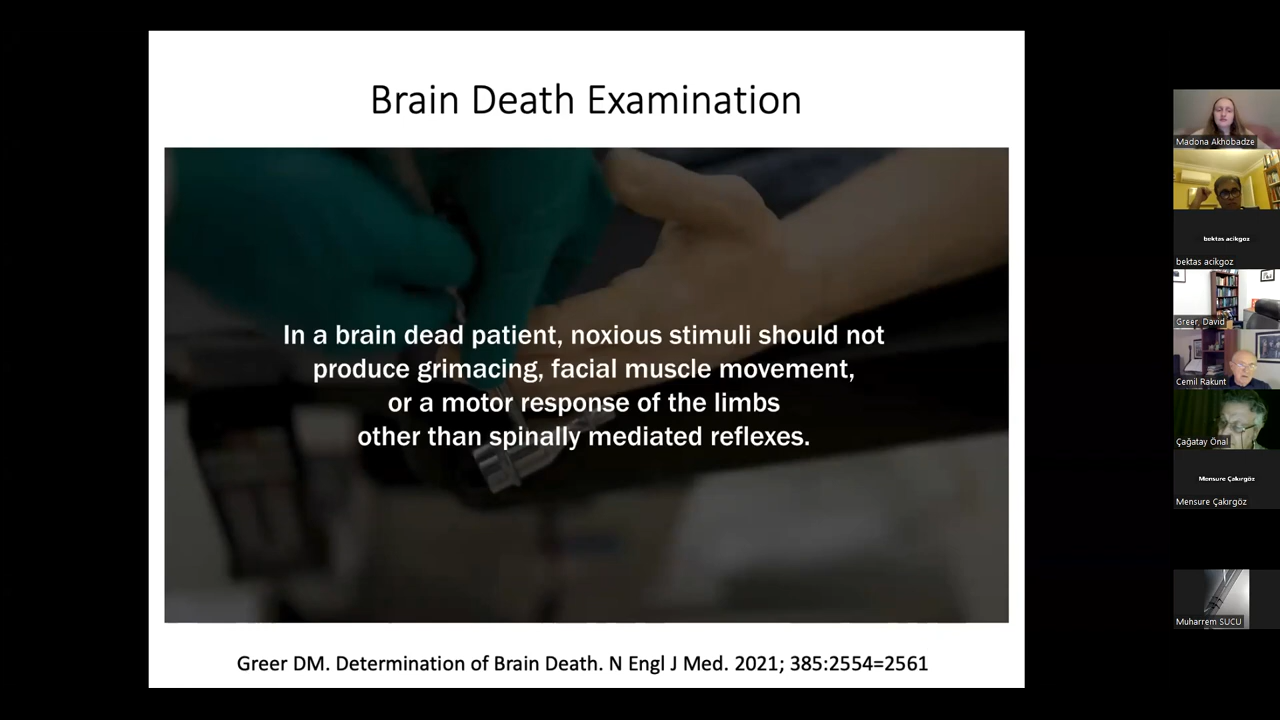 Brain Death Examination
In a brain dead patient, noxious stimuli should not
produce grimacing, facial muscle movement,
or a motor response of the limbs
other than spinally mediated reflexes.
Greer DM. Determination of Brain Death. N Engl J Med. 2021; 385:2554=2561
Madona Akhobadze
bektas acikgoz
bektas acikgoz
Greer, David
Cemil Rakunt
Çağatay Önal
Mensure Çakırgöz
Mensure Çakırgöz
Muharrem SUCU